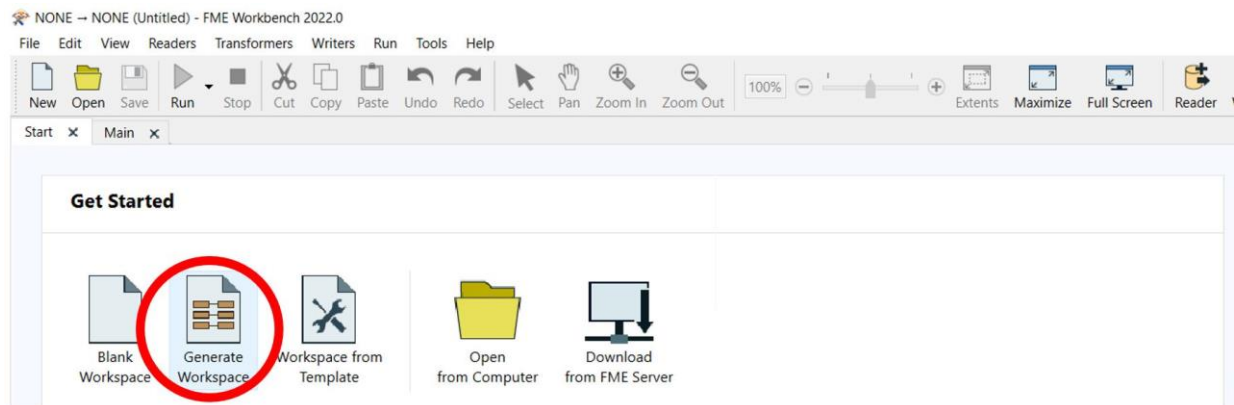 NONE → NONE (Untitled) - FME Workbench 2022.0
File Edit View Readers Transformers Writers Run Tools Help
100%
New Open Save Run Stop Cut Copy Paste Undo Redo Select Pan Zoom In Zoom Out Extents Maximize Full Screen Reader
Start Main
Get Started
Blank Generate Workspace from Open Download
Workspace Workspace Template from Computer from FME Server